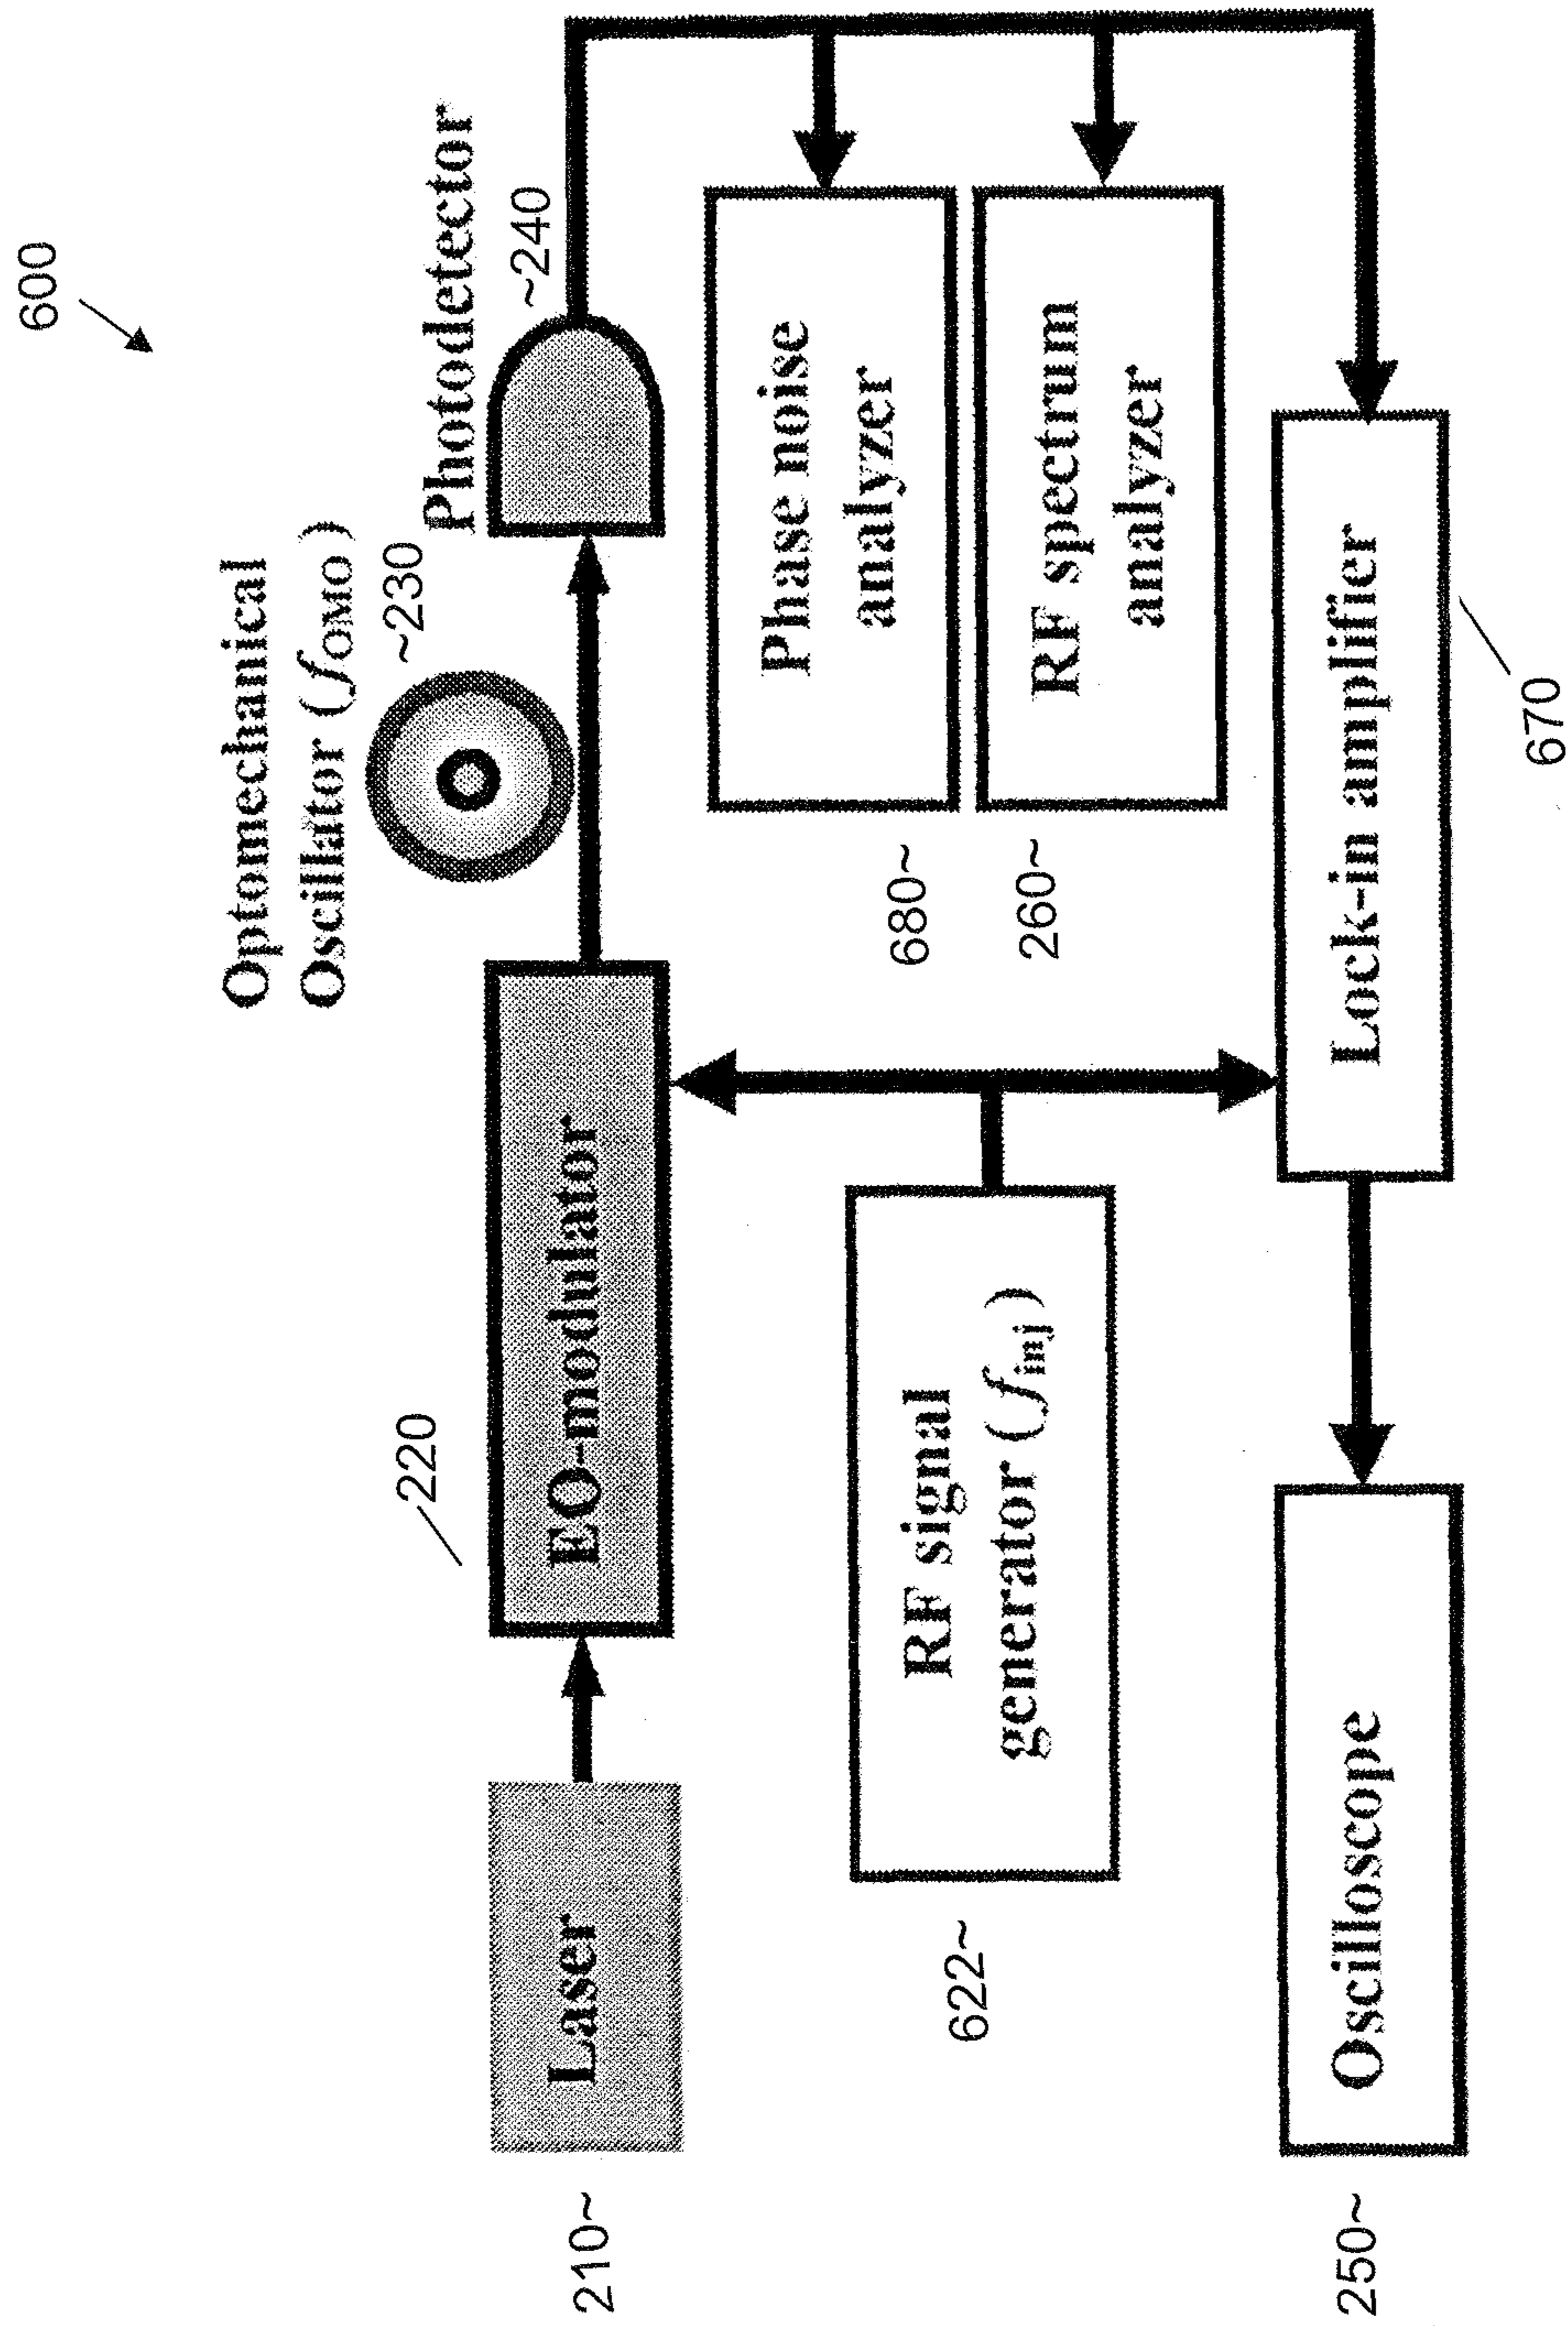 600
Optomechanical
Oscillator (fOMO)
~230
Photodetector
~240
220
EO-modulator
Laser
210~
Phase noise
analyzer
680~
RF spectrum
analyzer
260~
RF signal
generator (finj)
622~
Lock-in amplifier
670
Oscilloscope
250~